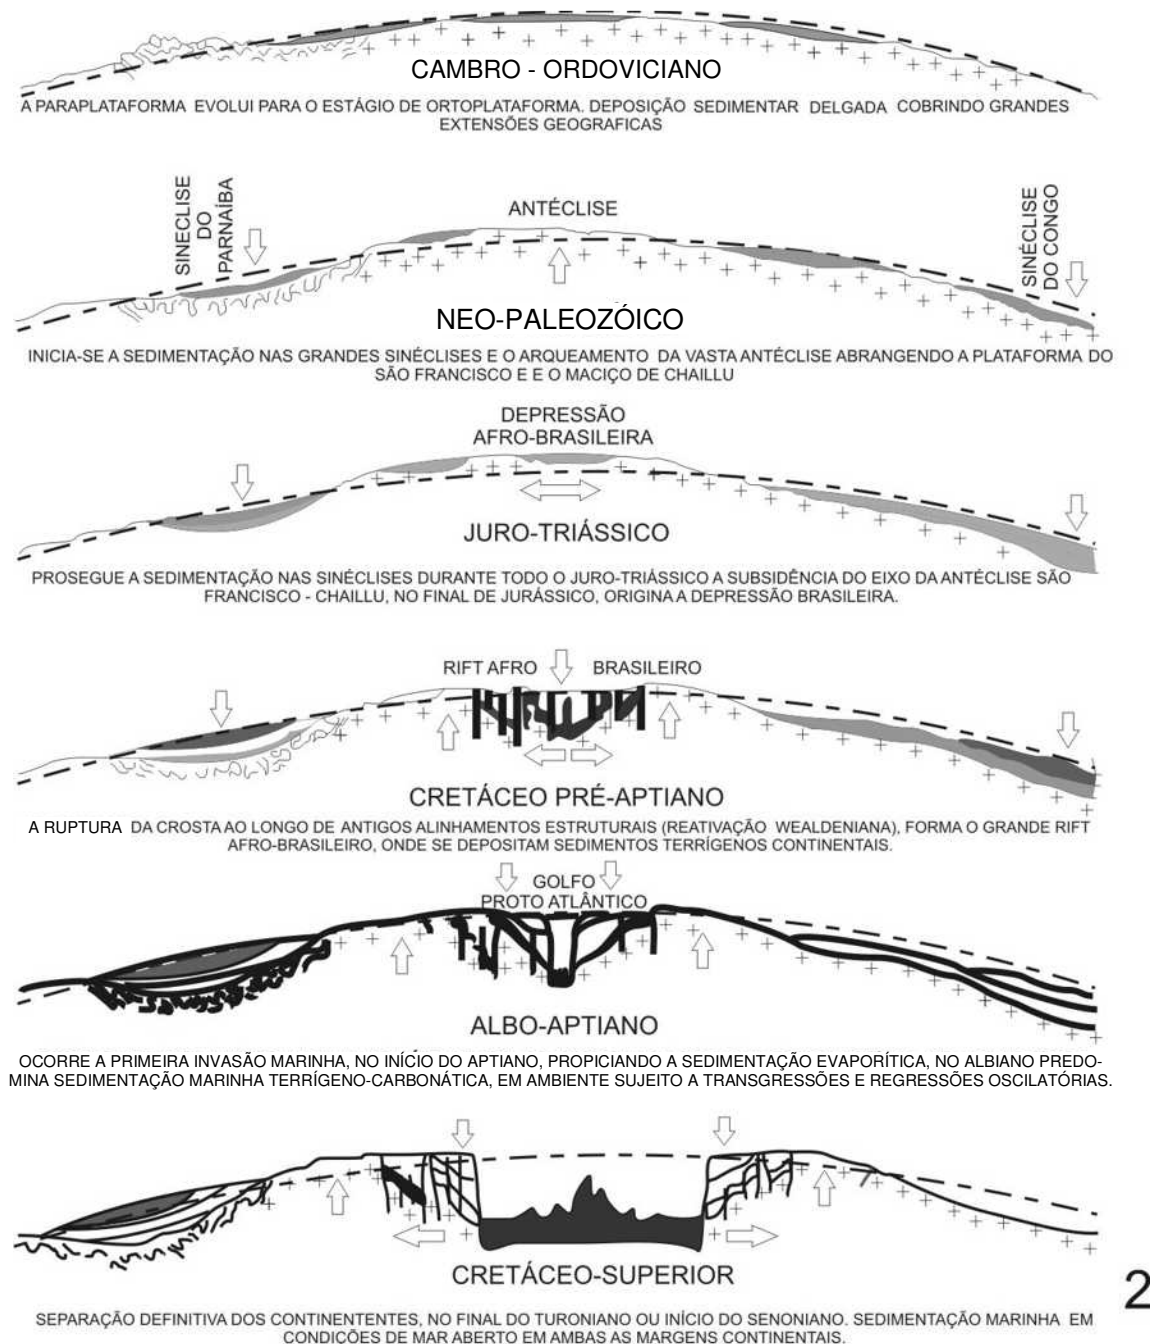 CAMBRO - ORDOVICIANO
A PARAPLATAFORMA EVOLUI PARA O ESTÁGIO DE ORTOPLATAFORMA. DEPOSIÇÃO SEDIMENTAR DELGADA COBRINDO GRANDES
EXTENSÕES GEOGRAFICAS
SINECLISE
DO
PARNAÍBA
ANTÉCLISE
SINÉCLISE
DO CONGO
NEO-PALEOZÓICO
INICIA-SE A SEDIMENTAÇÃO NAS GRANDES SINÉCLISES E O ARQUEAMENTO DA VASTA ANTÉCLISE ABRANGENDO A PLATAFORMA DO
SÃO FRANCISCO E E O MACIÇO DE CHAILLU
DEPRESSÃO
AFRO-BRASILEIRA
JURO-TRIÁSSICO
PROSEGUE A SEDIMENTAÇÃO NAS SINÉCLISES DURANTE TODO O JURO-TRIÁSSICO A SUBSIDÊNCIA DO EIXO DA ANTÉCLISE SÃO
FRANCISCO - CHAILLU, NO FINAL DE JURÁSSICO, ORIGINA A DEPRESSÃO BRASILEIRA.
RIFT AFRO BRASILEIRO
CRETÁCEO PRÉ-APTIANO
A RUPTURA DA CROSTA AO LONGO DE ANTIGOS ALINHAMENTOS ESTRUTURAIS (REATIVAÇÃO WEALDENIANA), FORMA O GRANDE RIFT
AFRO-BRASILEIRO, ONDE SE DEPOSITAM SEDIMENTOS TERRÍGENOS CONTINENTAIS.
GOLFO
PROTO ATLÂNTICO
ALBO-APTIANO
OCORRE A PRIMEIRA INVASÃO MARINHA, NO INÍCIO DO APTIANO, PROPICIANDO A SEDIMENTAÇÃO EVAPORÍTICA, NO ALBIANO PREDO-
MINA SEDIMENTAÇÃO MARINHA TERRÍGENO-CARBONÁTICA, EM AMBIENTE SUJEITO A TRANSGRESSÕES E REGRESSÕES OSCILATÓRIAS.
CRETÁCEO-SUPERIOR
2
SEPARAÇÃO DEFINITIVA DOS CONTINENTENTES, NO FINAL DO TURONIANO OU INÍCIO DO SENONIANO. SEDIMENTAÇÃO MARINHA EM
CONDIÇÕES DE MAR ABERTO EM AMBAS AS MARGENS CONTINENTAIS.